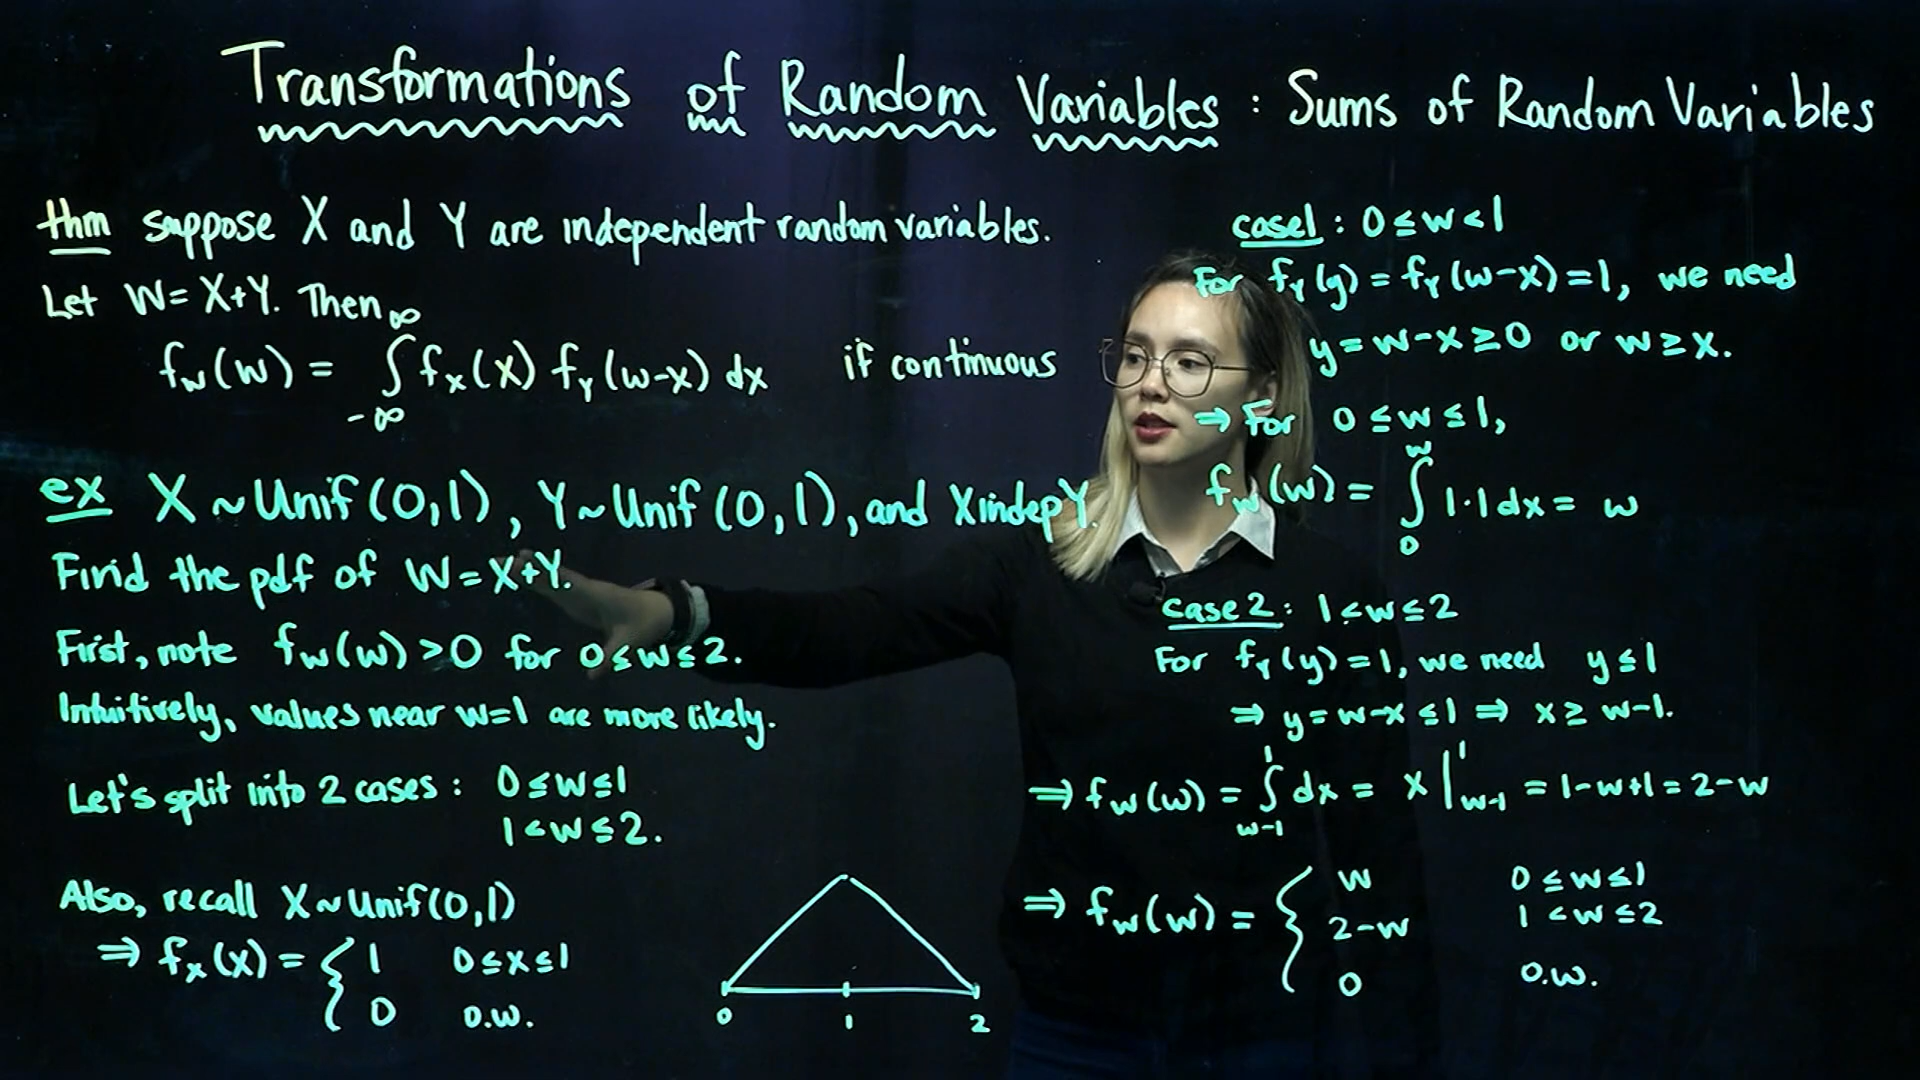 Transformations of Random Variables : Sums of Random Variables
thm suppose X and Y are independent random variables.
Let W = X+Y. Then
f_W(w) = ∫_{-∞}^{∞} f_X(x) f_Y(w-x) dx if continuous
ex X ~ Unif(0,1), Y ~ Unif(0,1), and X indep Y.
Find the pdf of W = X+Y.
First, note f_W(w) > 0 for 0 ≤ w ≤ 2.
Intuitively, values near w=1 are more likely.
Let's split into 2 cases : 0 ≤ w ≤ 1
1 < w ≤ 2.
Also, recall X ~ Unif(0,1)
⇒ f_X(x) = { 1 0 ≤ x ≤ 1
0 o.w.
0 1 2
case1 : 0 ≤ w < 1
For f_Y(y) = f_Y(w-x) = 1, we need
y = w-x ≥ 0 or w ≥ x.
⇒ For 0 ≤ w ≤ 1,
f_W(w) = ∫_0^w 1·1 dx = w
case 2 : 1 < w ≤ 2
For f_Y(y) = 1, we need y ≤ 1
⇒ y = w-x ≤ 1 ⇒ x ≥ w-1.
⇒ f_W(w) = ∫_{w-1}^1 dx = x |_{w-1}^1 = 1-w+1 = 2-w
⇒ f_W(w) = { w 0 ≤ w ≤ 1
2-w 1 < w ≤ 2
0 o.w.